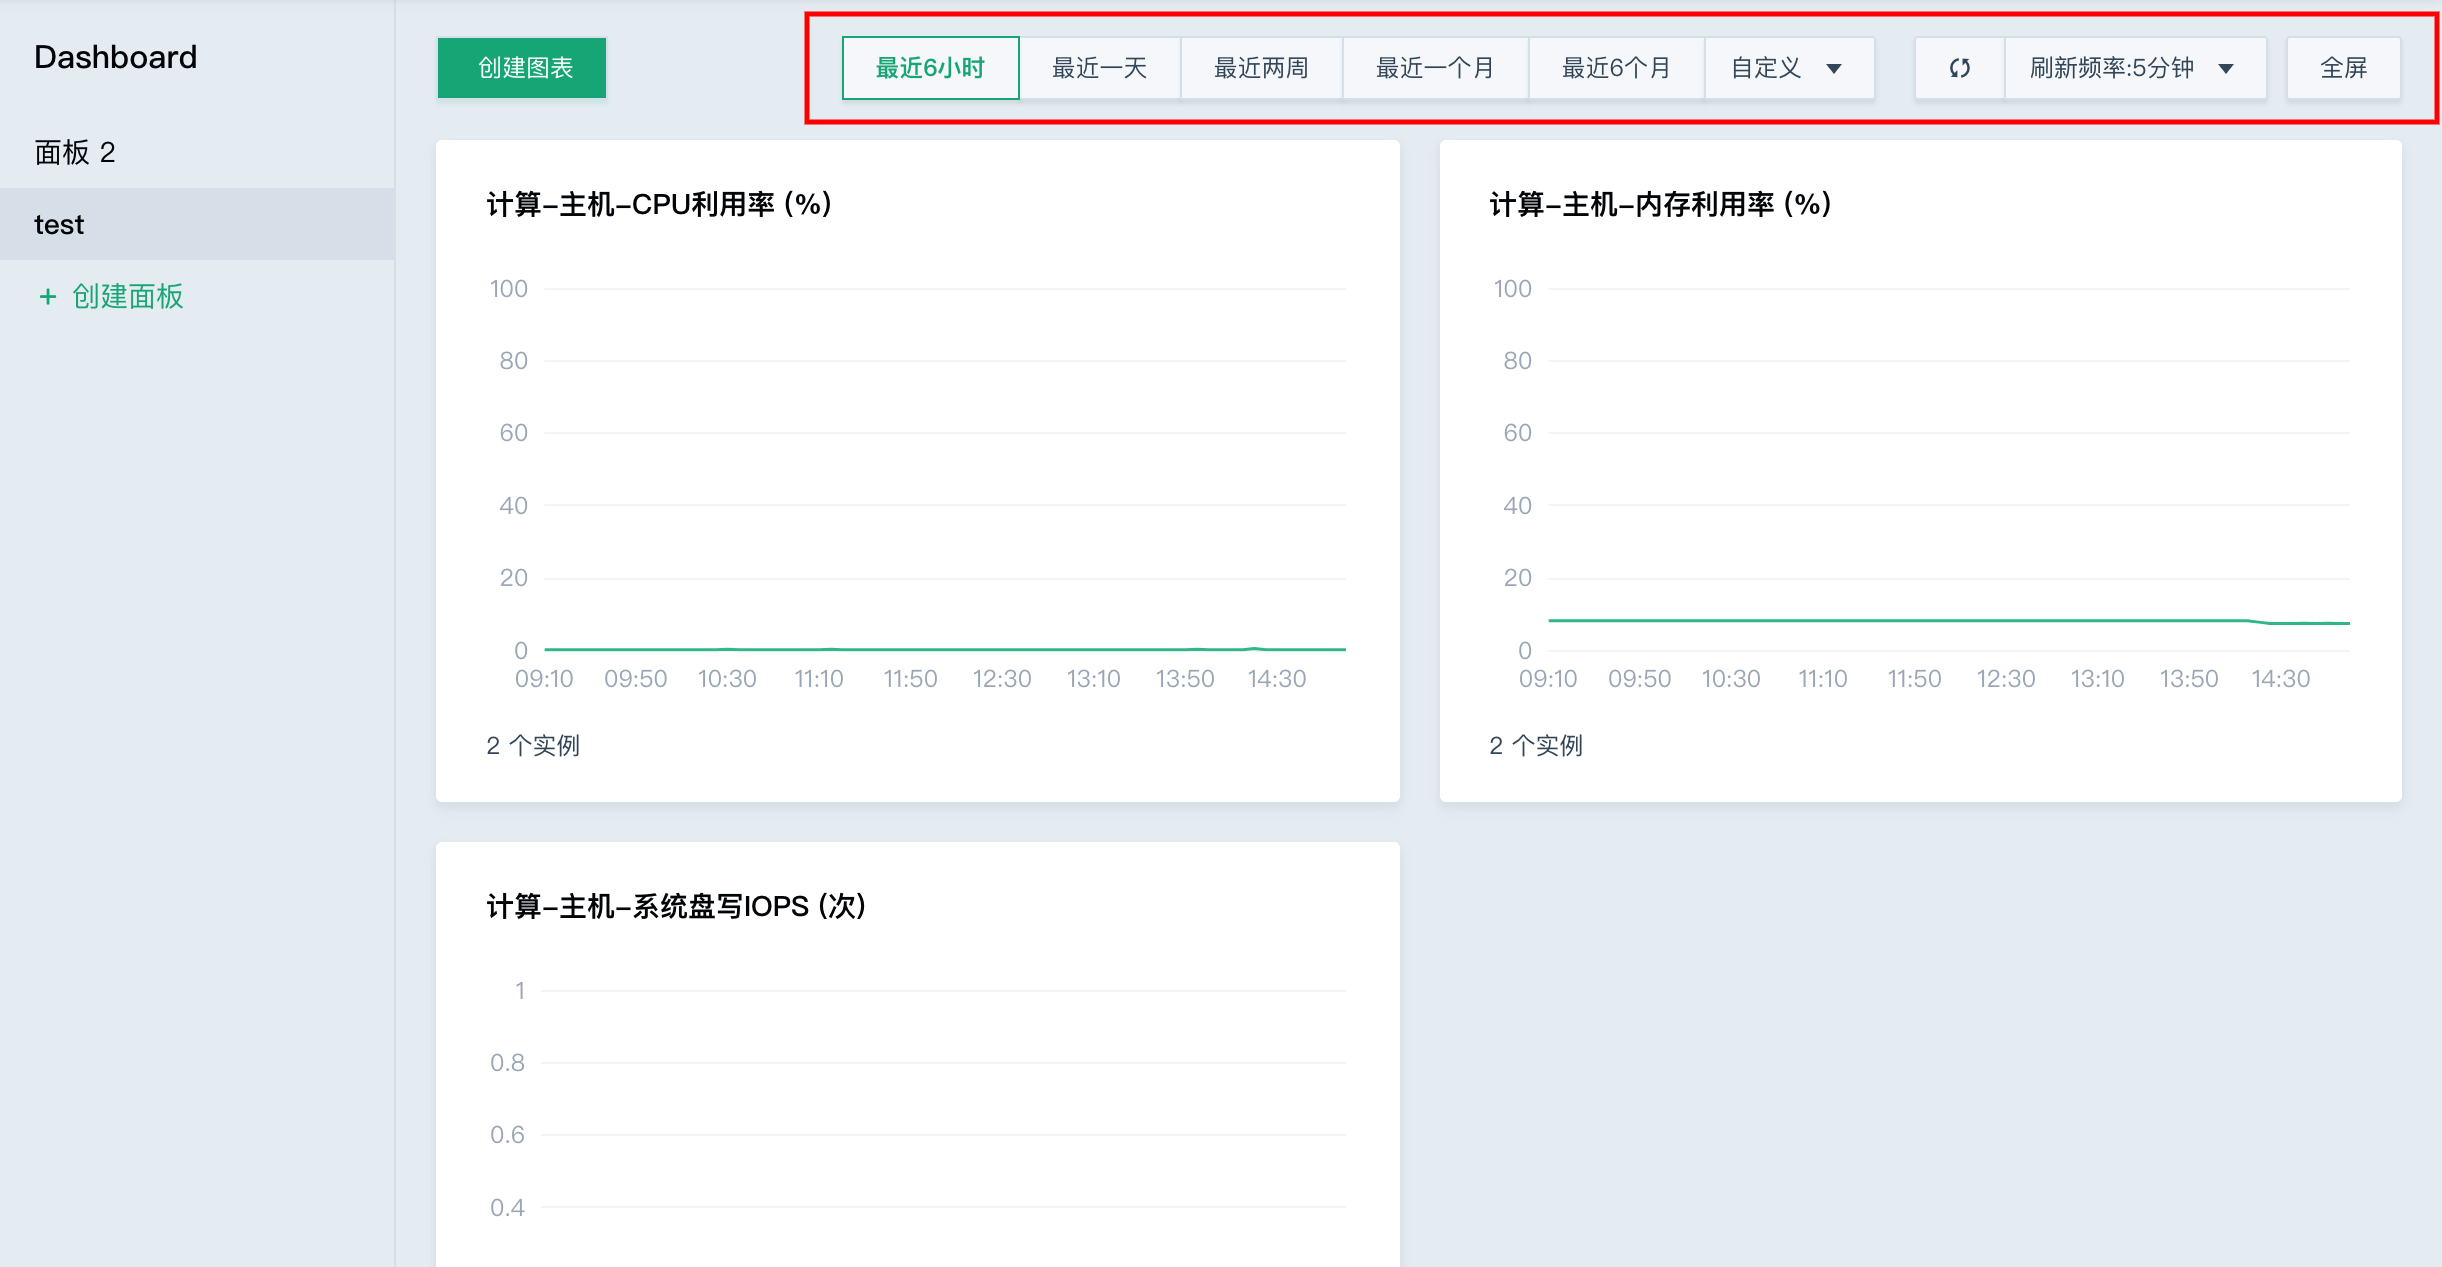 Dashboard
面板 2
test
+ 创建面板
创建图表
最近6小时 最近一天 最近两周 最近一个月 最近6个月 自定义
刷新频率:5分钟
全屏
计算-主机-CPU利用率 (%)
100
80
60
40
20
0
09:10 09:50 10:30 11:10 11:50 12:30 13:10 13:50 14:30
2 个实例
计算-主机-内存利用率 (%)
100
80
60
40
20
0
09:10 09:50 10:30 11:10 11:50 12:30 13:10 13:50 14:30
2 个实例
计算-主机-系统盘写IOPS (次)
1
0.8
0.6
0.4